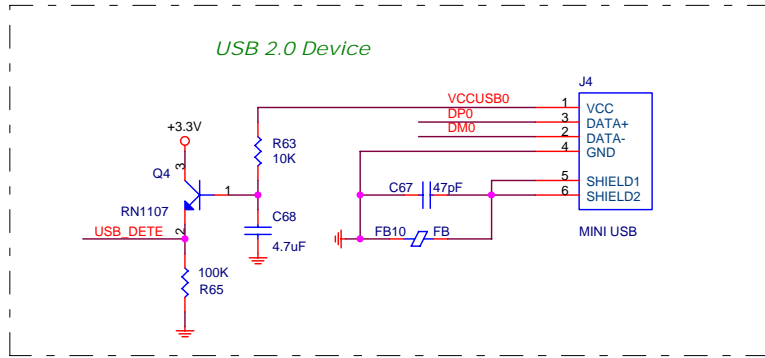 USB 2.0 Device
J4
VCCUSB0 1 VCC
DP0 3 DATA+
DM0 2 DATA-
4 GND
+3.3V
R63
10K
3
Q4
1
RN1107
C67 47pF
5 SHIELD1
6 SHIELD2
C68
4.7uF
USB_DETE 2
FB10 FB
MINI USB
100K
R65